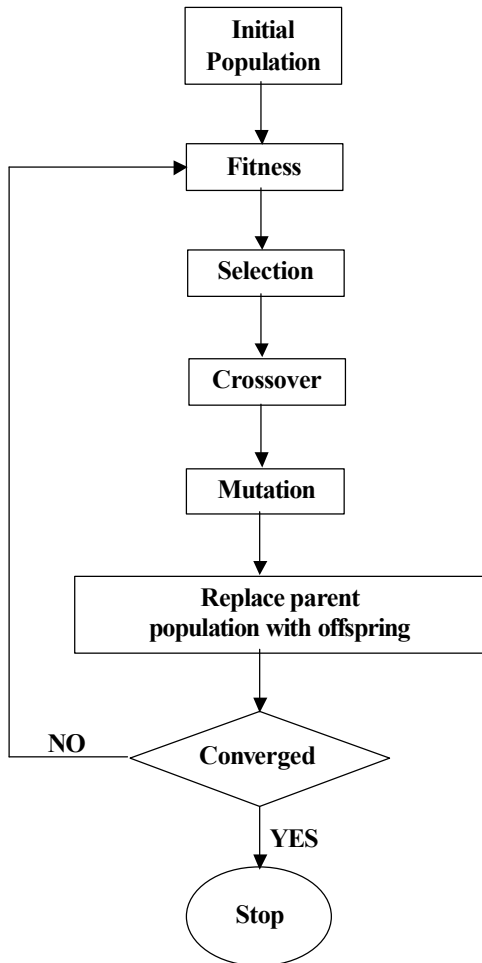 Initial
Population
Fitness
Selection
Crossover
Mutation
Replace parent
population with offspring
Converged
NO
YES
Stop